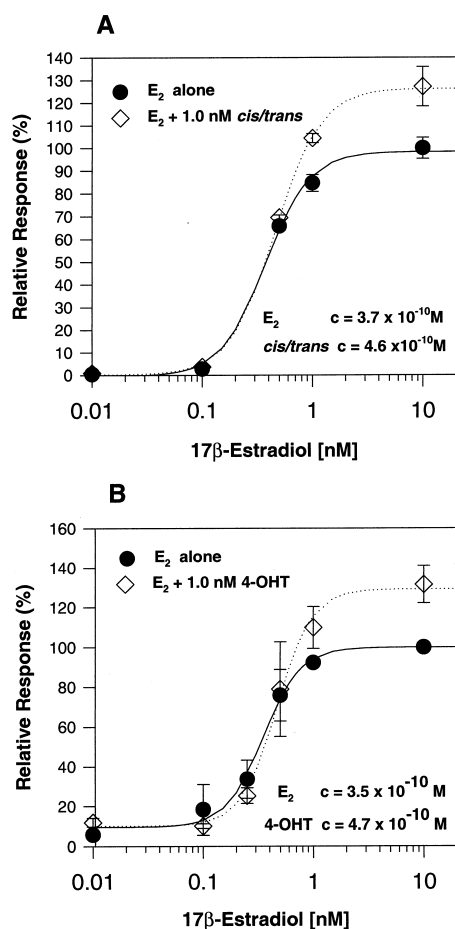 A
Relative Response (%)
140
130
120
110
100
90
80
70
60
50
40
30
20
10
0
E₂ alone
E₂ + 1.0 nM cis/trans
E₂ c = 3.7 x 10⁻¹⁰M
cis/trans c = 4.6 x10⁻¹⁰M
0.01 0.1 1 10
17β-Estradiol [nM]
B
Relative Response (%)
160
140
120
100
80
60
40
20
0
E₂ alone
E₂ + 1.0 nM 4-OHT
E₂ c = 3.5 x 10⁻¹⁰ M
4-OHT c = 4.7 x 10⁻¹⁰ M
0.01 0.1 1 10
17β-Estradiol [nM]